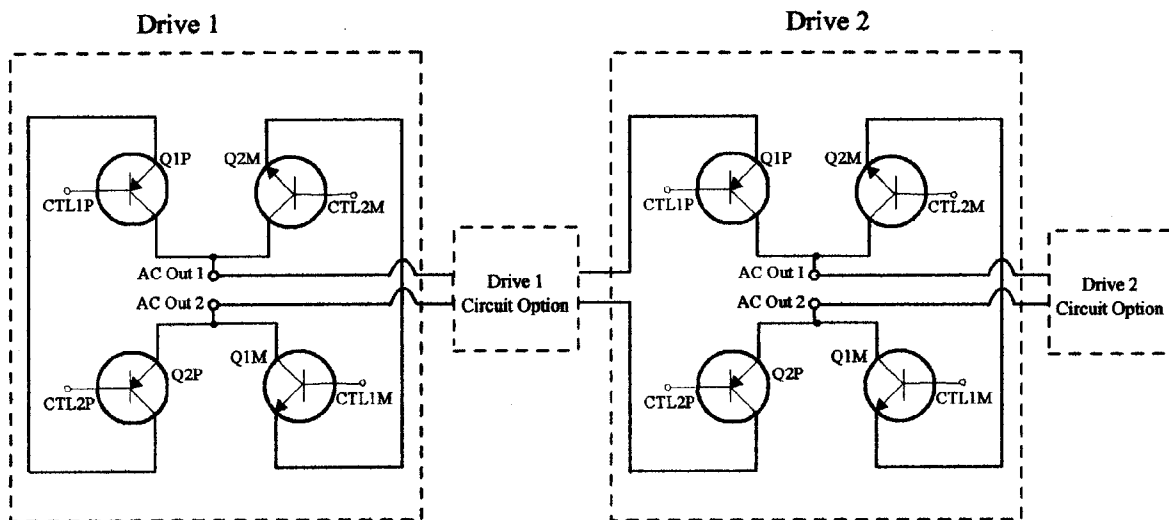 Drive 1
Drive 2
Q1P
Q2M
CTL1P
CTL2M
AC Out 1
AC Out 2
Q2P
Q1M
CTL2P
CTL1M
Drive 1
Circuit Option
Q1P
Q2M
CTL1P
CTL2M
AC Out 1
AC Out 2
Q2P
Q1M
CTL2P
CTL1M
Drive 2
Circuit Option